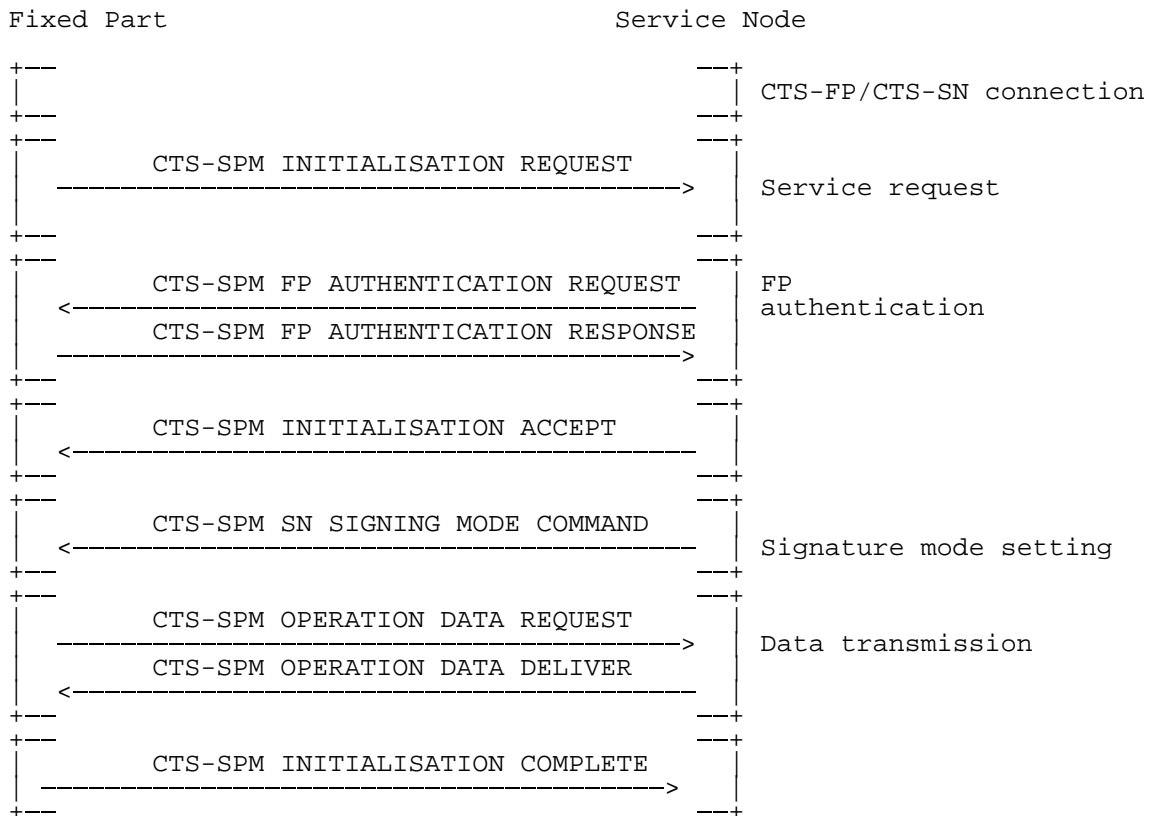 Fixed Part Service Node
CTS-FP/CTS-SN connection
CTS-SPM INITIALISATION REQUEST
Service request
CTS-SPM FP AUTHENTICATION REQUEST FP
authentication
CTS-SPM FP AUTHENTICATION RESPONSE
CTS-SPM INITIALISATION ACCEPT
CTS-SPM SN SIGNING MODE COMMAND
Signature mode setting
CTS-SPM OPERATION DATA REQUEST
Data transmission
CTS-SPM OPERATION DATA DELIVER
CTS-SPM INITIALISATION COMPLETE